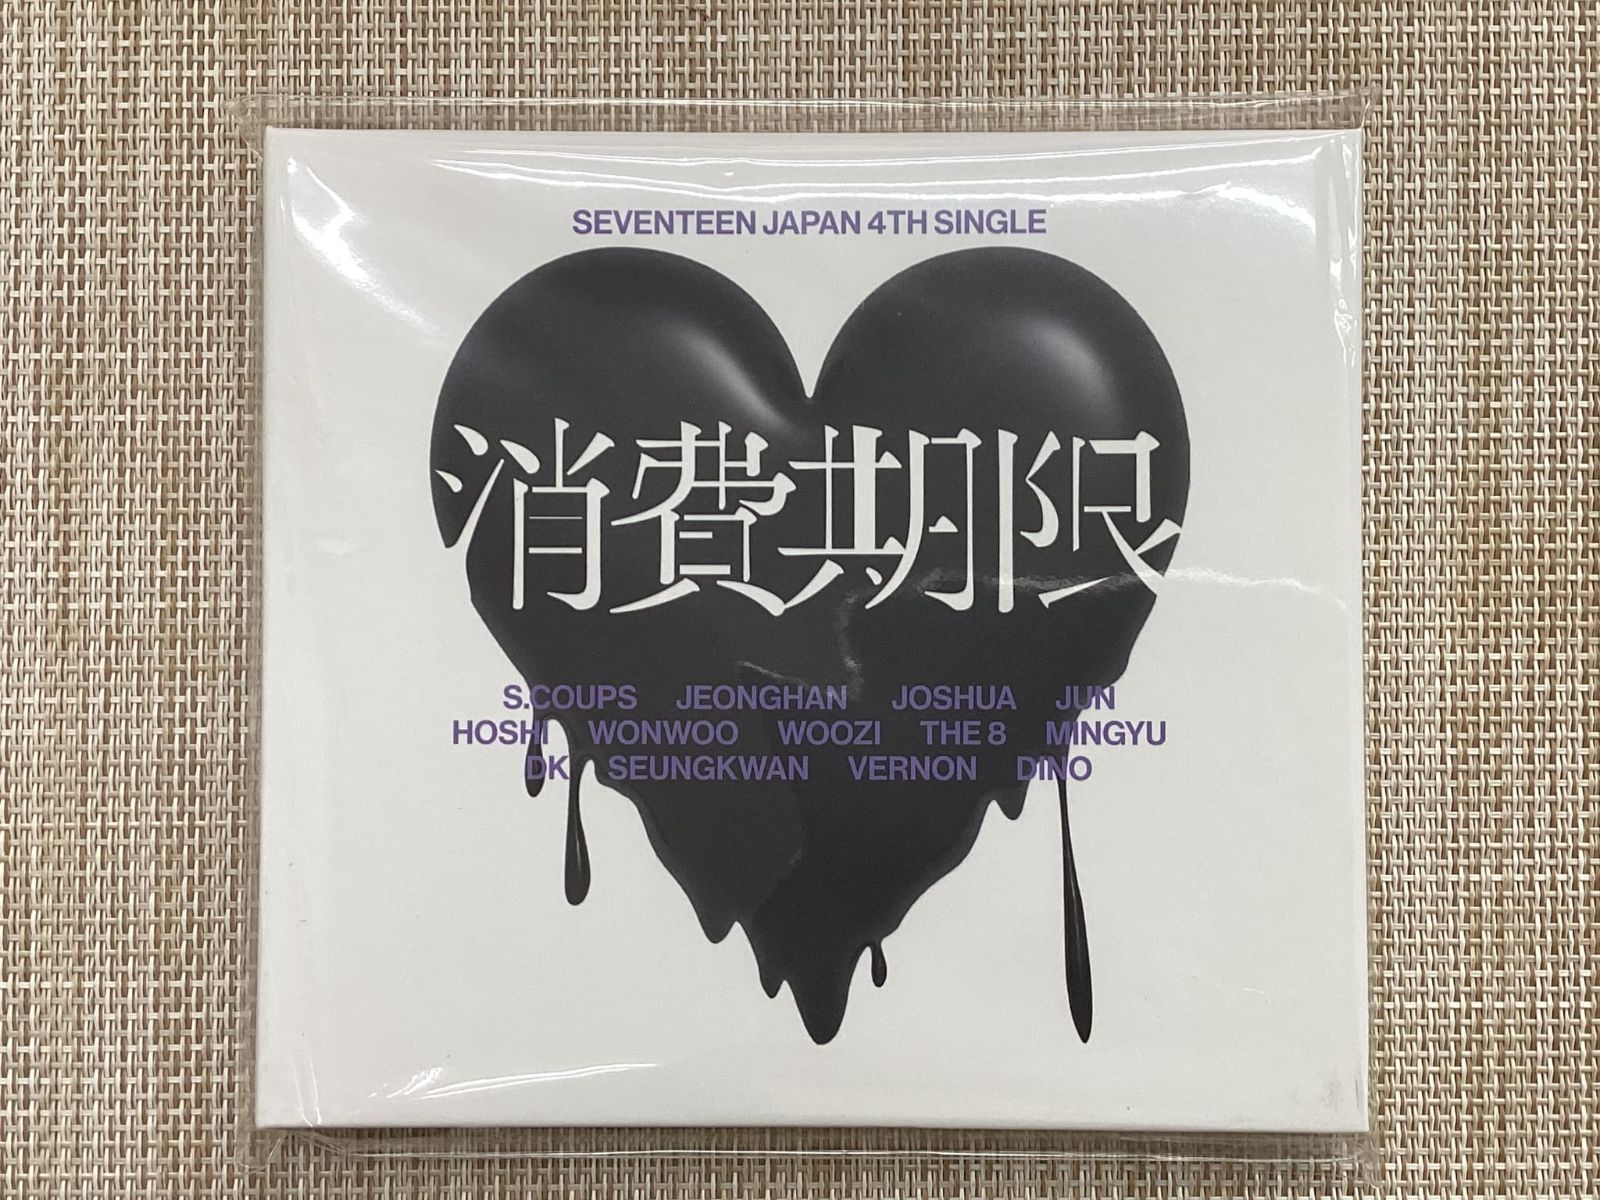 SEVENTEEN JAPAN 4TH SINGLE
消費期限
S.COUPS JEONGHAN JOSHUA JUN
HOSHI WONWOO WOOZI THE 8 MINGYU
DK SEUNGKWAN VERNON DINO